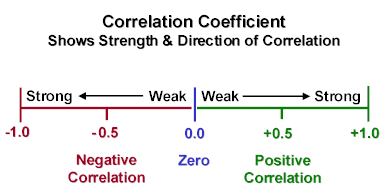 Correlation Coefficient
Shows Strength & Direction of Correlation
Strong Weak Weak Strong
-1.0 -0.5 0.0 +0.5 +1.0
Negative Correlation
Zero
Positive Correlation